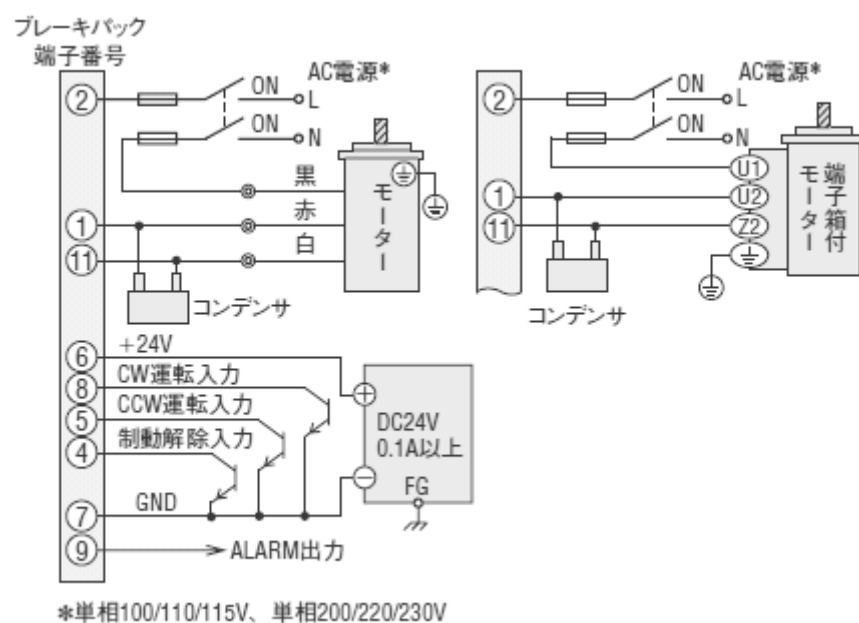 ブレーキパック
端子番号
② ON AC電源*
L
ON
N
黒
① 赤
⑪ 白
モーター
コンデンサ
⑥ +24V
⑧ CW運転入力
⑤ CCW運転入力
④ 制動解除入力
⑦ GND
⑨ ALARM出力
+
DC24V
0.1A以上
−
FG
② ON AC電源*
L
ON
N
U1
① U2
⑪ Z2
端子箱付
モーター
コンデンサ
*単相100/110/115V、単相200/220/230V